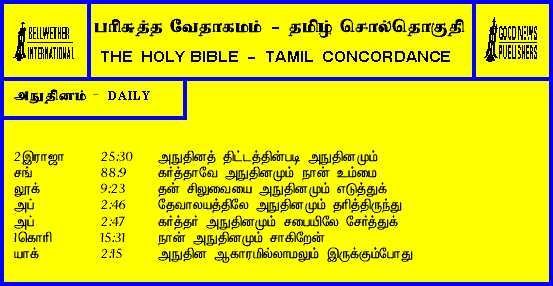 BELLWETHER
INTERNATIONAL
பரிசுத்த வேதாகமம் - தமிழ் சொல்தொகுதி
THE HOLY BIBLE - TAMIL CONCORDANCE
GOOD NEWS
PUBLISHERS
அநுதினம் - DAILY
2இராஜா 25:30 அநுதினத் திட்டத்தின்படி அநுதினமும்
சங் 88:9 கர்த்தாவே அநுதினமும் நான் உம்மை
லூக் 9:23 தன் சிலுவையை அநுதினமும் எடுத்துக்
அப் 2:46 தேவாலயத்திலே அநுதினமும் தரித்திருந்து
அப் 2:47 கர்த்தர் அநுதினமும் சபையிலே சேர்த்துக்
1கொரி 15:31 நான் அநுதினமும் சாகிறேன்
யாக் 2:15 அநுதின ஆகாரமில்லாமலும் இருக்கும்போது